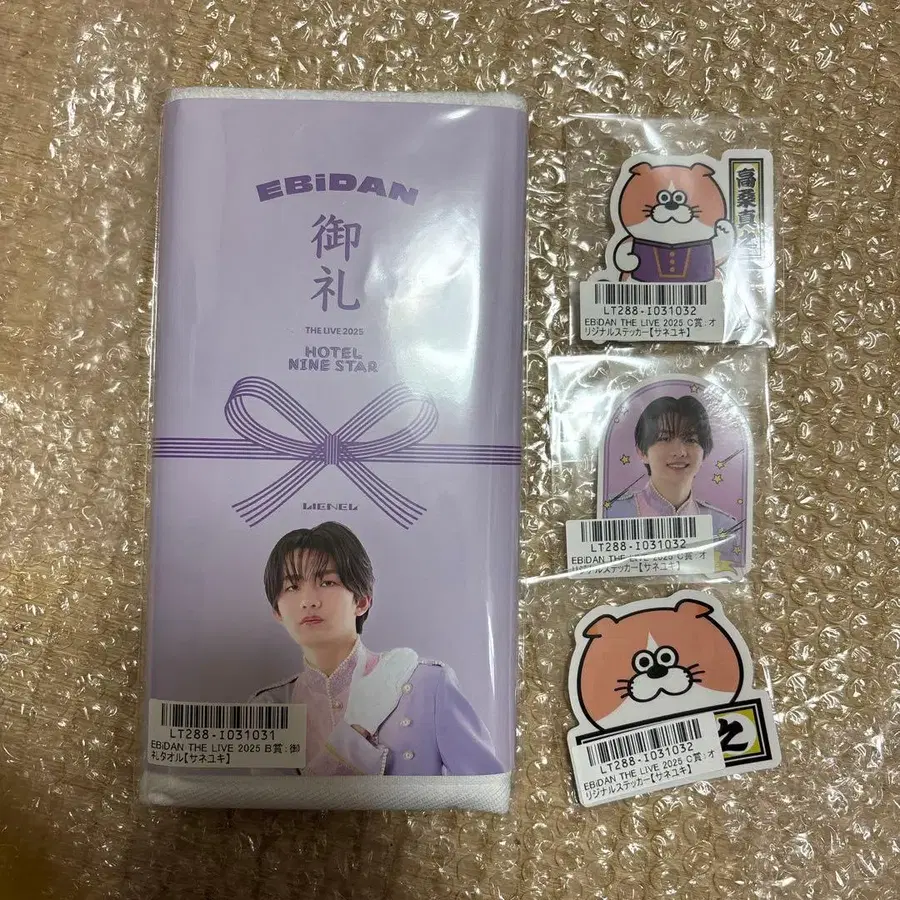 EBiDAN
御
礼
THE LIVE 2025
HOTEL
NINE STAR
LIENEL
LT288-I031031
EBiDAN THE LIVE 2025 B賞:御
礼タオル【サネユキ】
高桑真之
LT288-I031032
EBiDAN THE LIVE 2025 C賞:オ
リジナルステッカー【サネユキ】
LT288-I031032
EBiDAN THE LIVE 2025 C賞:オ
リジナルステッカー【サネユキ】
之
LT288-I031032
EBiDAN THE LIVE 2025 C賞:オ
リジナルステッカー【サネユキ】